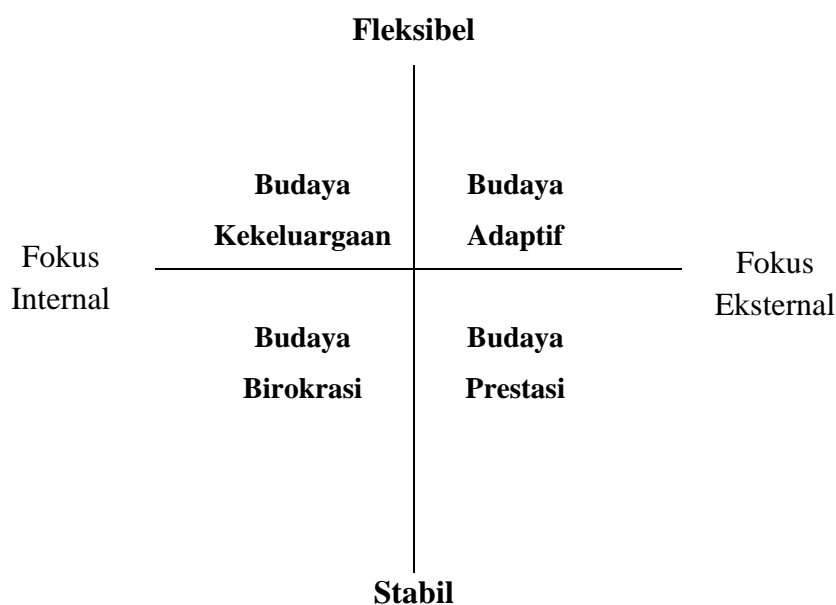 Fleksibel
Budaya
Kekeluargaan
Budaya
Adaptif
Fokus
Internal
Fokus
Eksternal
Budaya
Birokrasi
Budaya
Prestasi
Stabil